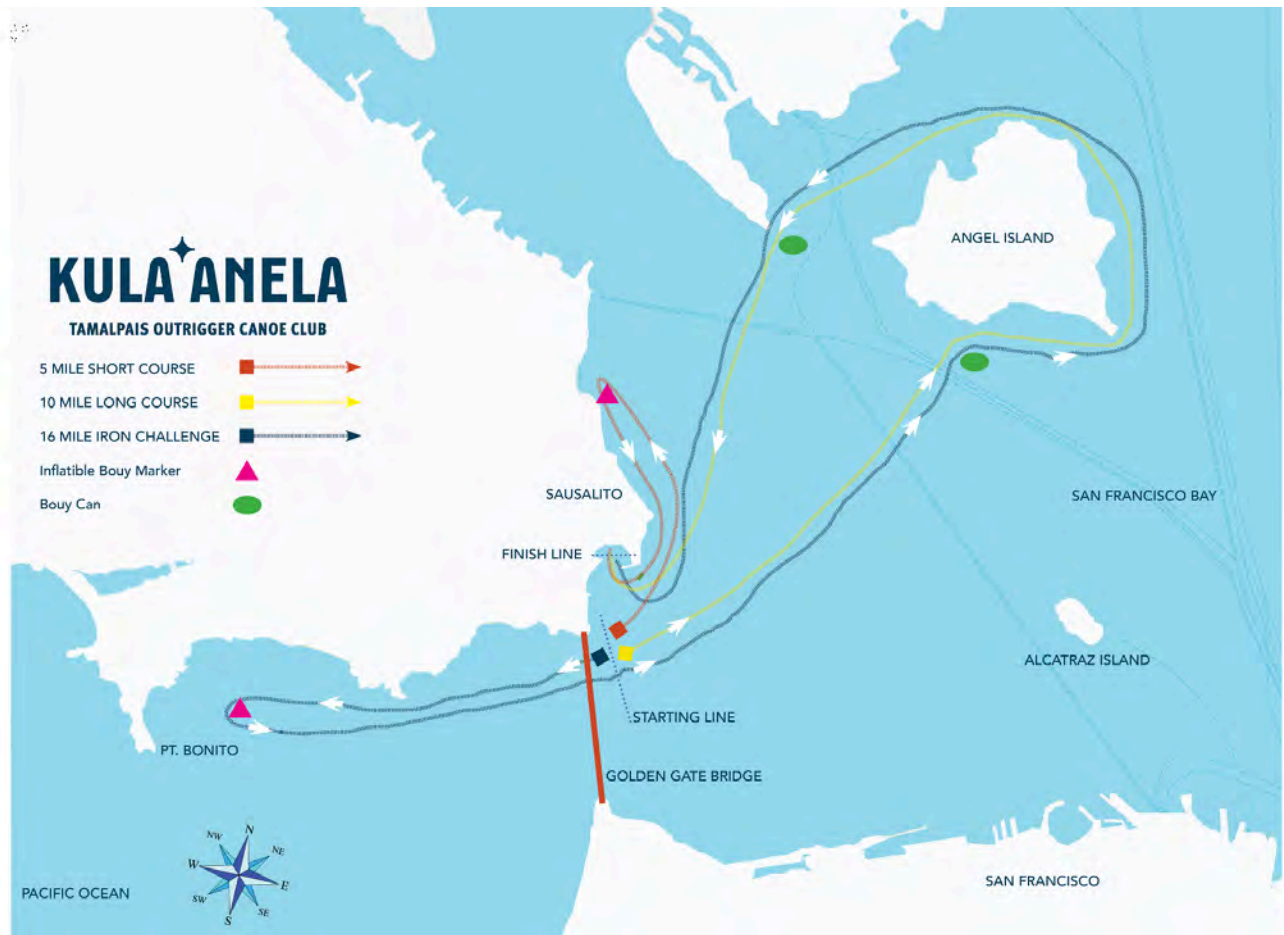 KULA ANELA
TAMALPAIS OUTRIGGER CANOE CLUB
5 MILE SHORT COURSE
10 MILE LONG COURSE
16 MILE IRON CHALLENGE
Inflatible Bouy Marker
Bouy Can
ANGEL ISLAND
SAUSALITO
SAN FRANCISCO BAY
FINISH LINE
ALCATRAZ ISLAND
STARTING LINE
PT. BONITO
GOLDEN GATE BRIDGE
N
NW
NE
W
E
SW
SE
S
PACIFIC OCEAN
SAN FRANCISCO